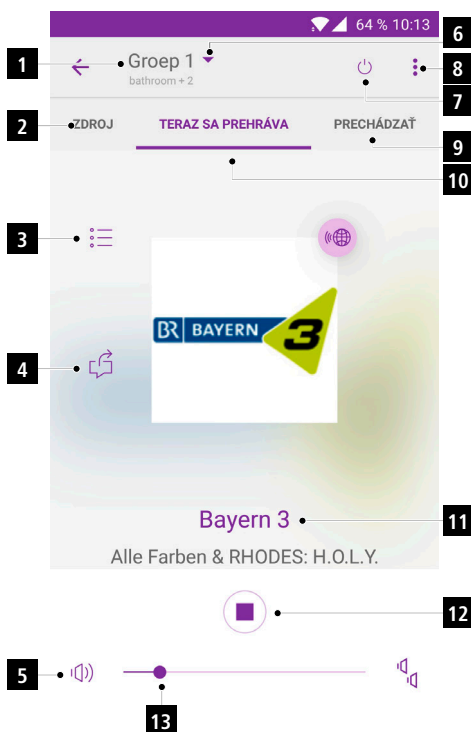 64 % 10:13
6
1
Groep 1
bathroom + 2
8
7
2
ZDROJ
TERAZ SA PREHRÁVA
PRECHÁDZAŤ
9
10
3
BR BAYERN 3
4
Bayern 3
11
Alle Farben & RHODES: H.O.L.Y.
12
5
13